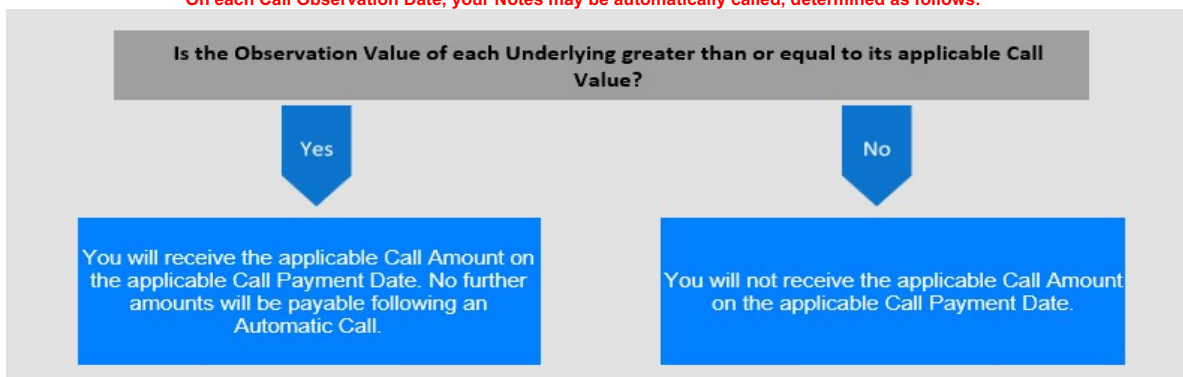 On each Call Observation Date, your Notes may be automatically called, determined as follows:
Is the Observation Value of each Underlying greater than or equal to its applicable Call
Value?
Yes
No
You will receive the applicable Call Amount on
the applicable Call Payment Date. No further
amounts will be payable following an
Automatic Call.
You will not receive the applicable Call Amount
on the applicable Call Payment Date.